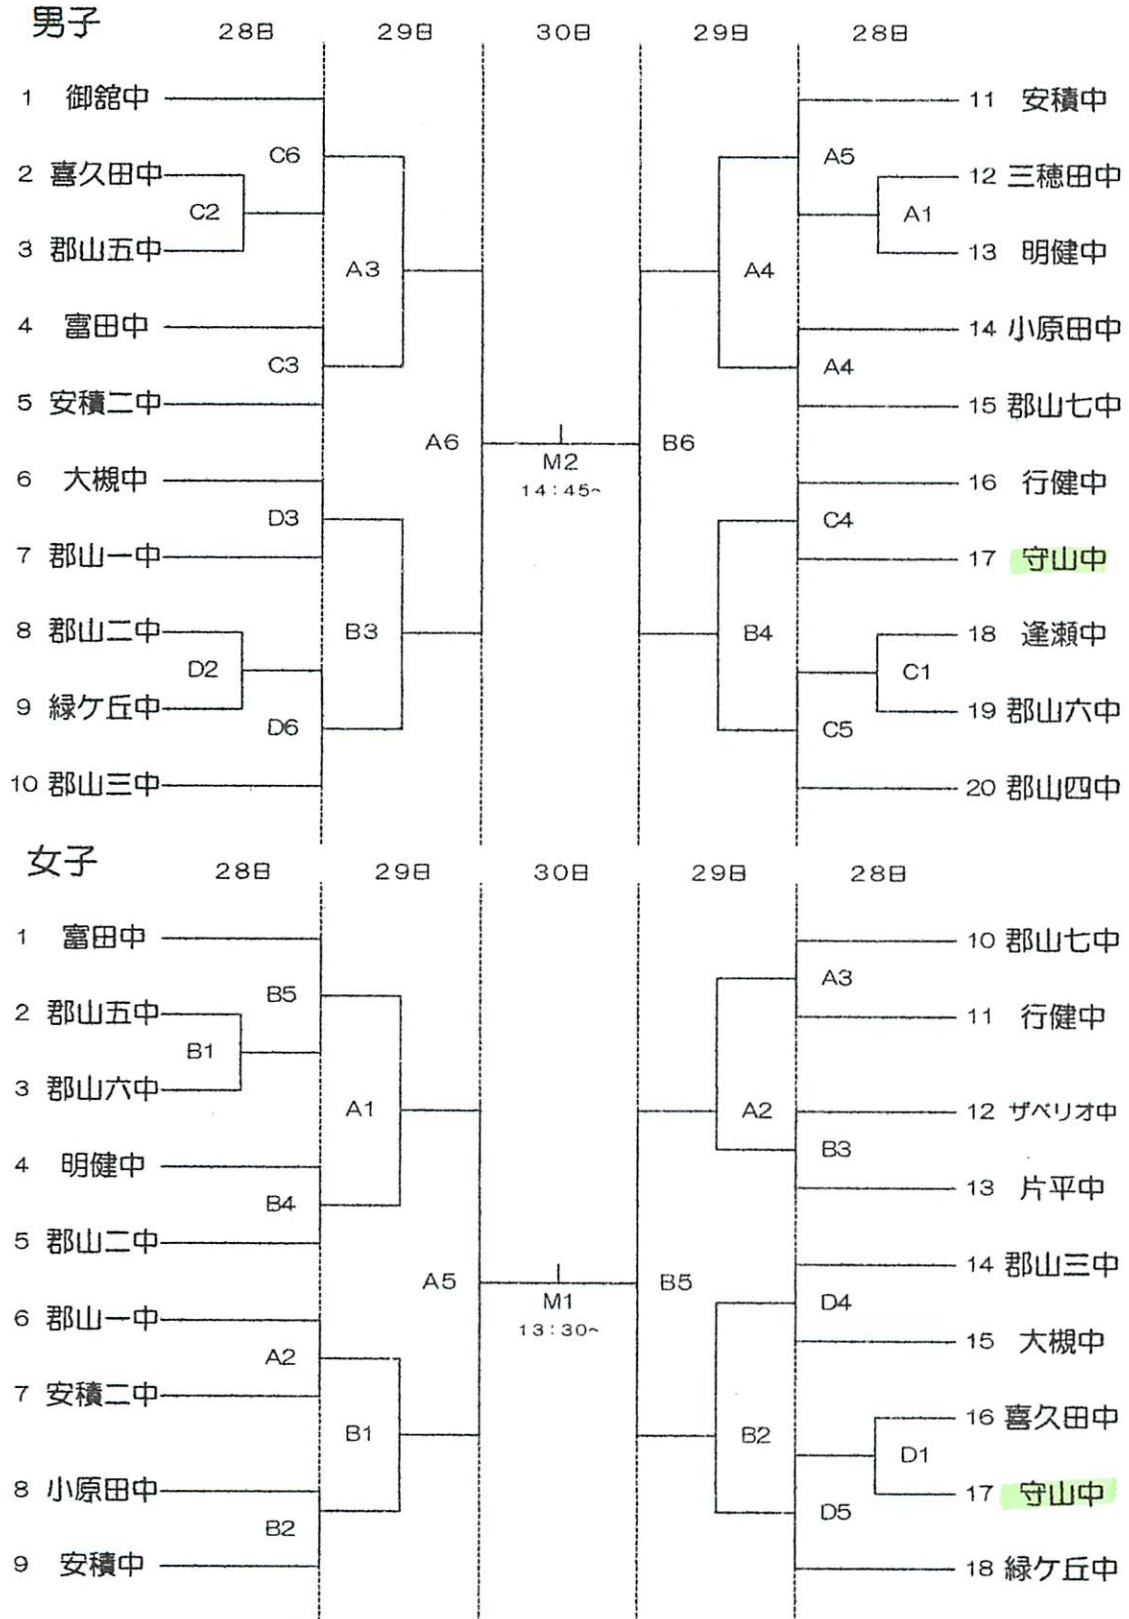 男子
28日 29日 30日 29日 28日
1 御舘中
11 安積中
C6
A5
2 喜久田中
12 三穂田中
C2
A1
3 郡山五中
13 明健中
A3
A4
4 富田中
14 小原田中
C3
A4
5 安積二中
15 郡山七中
A6
B6
M2
14:45~
6 大槻中
16 行健中
D3
C4
7 郡山一中
17 守山中
8 郡山二中
18 逢瀬中
B3
B4
D2
C1
9 緑ケ丘中
19 郡山六中
D6
C5
10 郡山三中
20 郡山四中
女子
28日 29日 30日 29日 28日
1 富田中
10 郡山七中
B5
A3
2 郡山五中
11 行健中
B1
3 郡山六中
12 ザベリオ中
A1
A2
B3
4 明健中
13 片平中
B4
5 郡山二中
14 郡山三中
A5
B5
M1
13:30~
D4
6 郡山一中
15 大槻中
A2
7 安積二中
16 喜久田中
B1
B2
D1
8 小原田中
17 守山中
B2
D5
9 安積中
18 緑ケ丘中